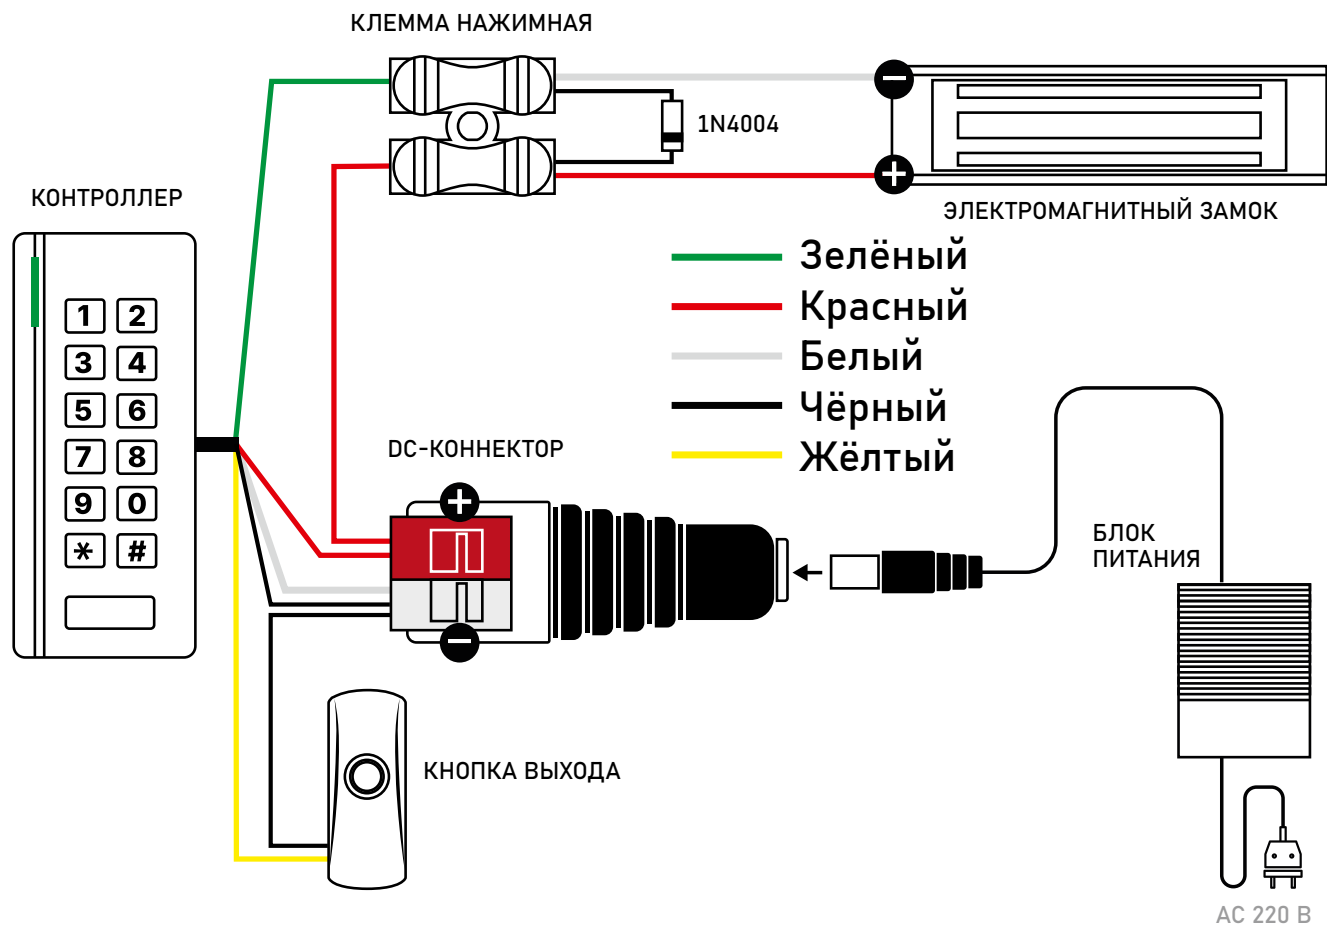 КЛЕММА НАЖИМНАЯ
1N4004
КОНТРОЛЛЕР
ЭЛЕКТРОМАГНИТНЫЙ ЗАМОК
Зелёный
Красный
Белый
Чёрный
Жёлтый
1 2
3 4
5 6
7 8
9 0
* #
DC-КОННЕКТОР
+
−
−
+
БЛОК
ПИТАНИЯ
КНОПКА ВЫХОДА
AC 220 В